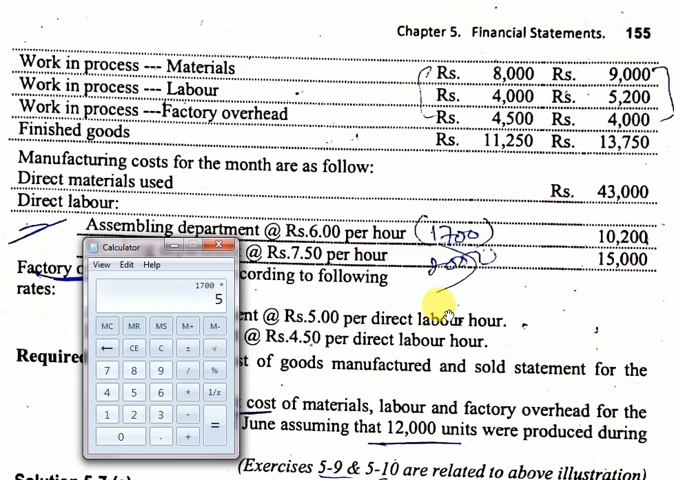 Chapter 5. Financial Statements. 155
Work in process --- Materials Rs. 8,000 Rs. 9,000
Work in process --- Labour Rs. 4,000 Rs. 5,200
Work in process ---Factory overhead Rs. 4,500 Rs. 4,000
Finished goods Rs. 11,250 Rs. 13,750
Manufacturing costs for the month are as follow:
Direct materials used Rs. 43,000
Direct labour:
Assembling department @ Rs.6.00 per hour (1700) 10,200
@ Rs.7.50 per hour 15,000
Factory o cording to following
rates:
ent @ Rs.5.00 per direct labour hour.
@ Rs.4.50 per direct labour hour.
Require st of goods manufactured and sold statement for the
cost of materials, labour and factory overhead for the
June assuming that 12,000 units were produced during
(Exercises 5-9 & 5-10 are related to above illustration)
Solution 5-7 (a)
Calculator
View Edit Help
1700 *
5
MC MR MS M+ M-
← CE C ± √
7 8 9 / %
4 5 6 * 1/x
1 2 3 - =
0 . +